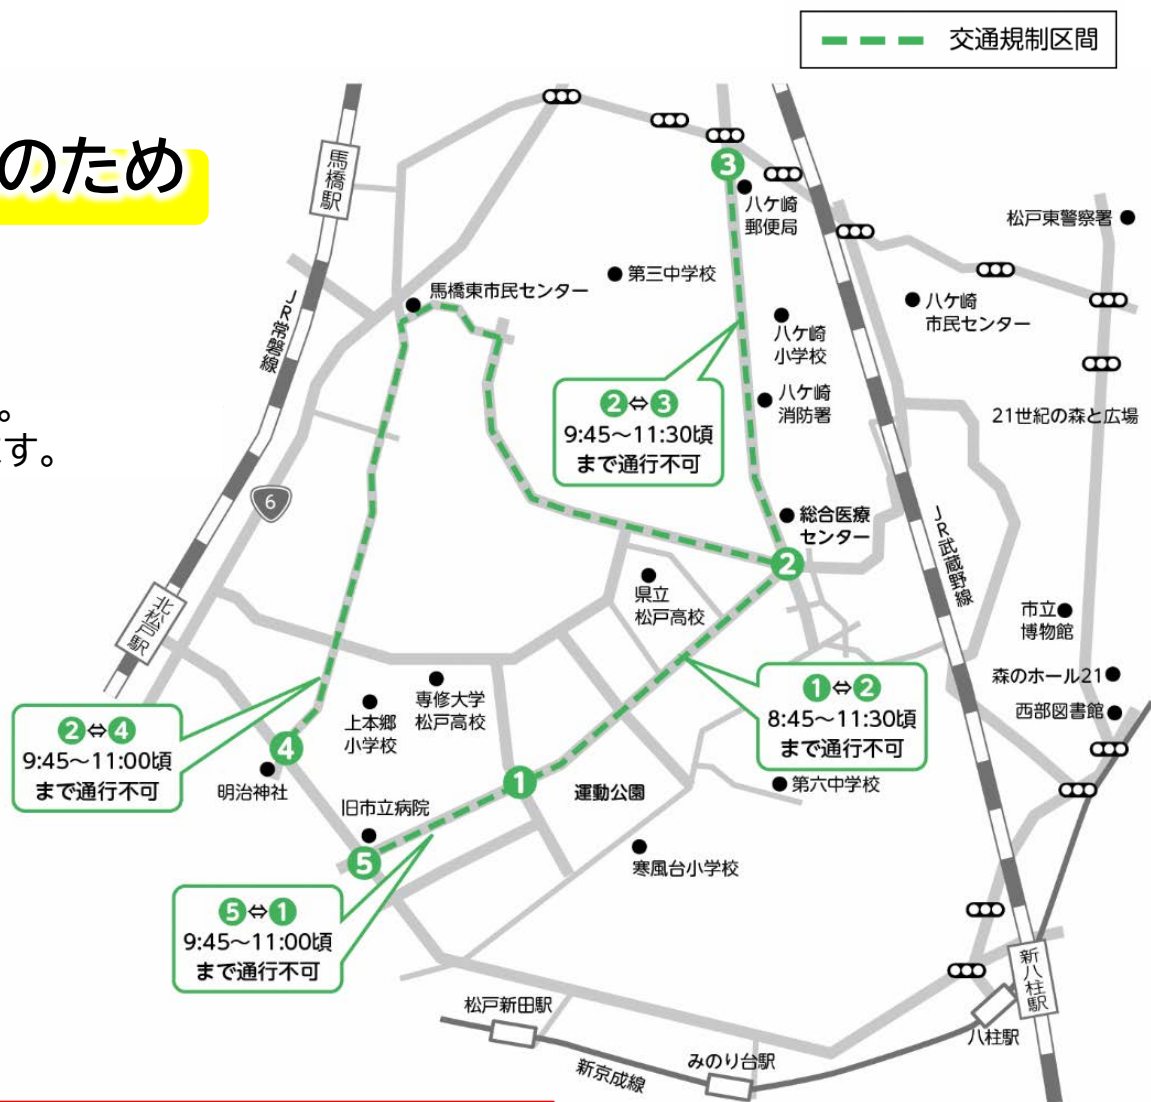 交通規制区間
のため
。
す。
馬橋駅
3
八ケ崎
郵便局
松戸東警察署
第三中学校
馬橋東市民センター
八ケ崎
市民センター
JR常磐線
八ケ崎
小学校
2⇔3
9:45〜11:30頃
まで通行不可
八ケ崎
消防署
21世紀の森と広場
6
総合医療
センター
JR武蔵野線
2
県立
松戸高校
北松戸駅
市立
博物館
森のホール21
西部図書館
1⇔2
8:45〜11:30頃
まで通行不可
専修大学
松戸高校
上本郷
小学校
2⇔4
9:45〜11:00頃
まで通行不可
4
明治神社
1
運動公園
第六中学校
旧市立病院
5
寒風台小学校
5⇔1
9:45〜11:00頃
まで通行不可
新八柱駅
松戸新田駅
八柱駅
みのり台駅
新京成線